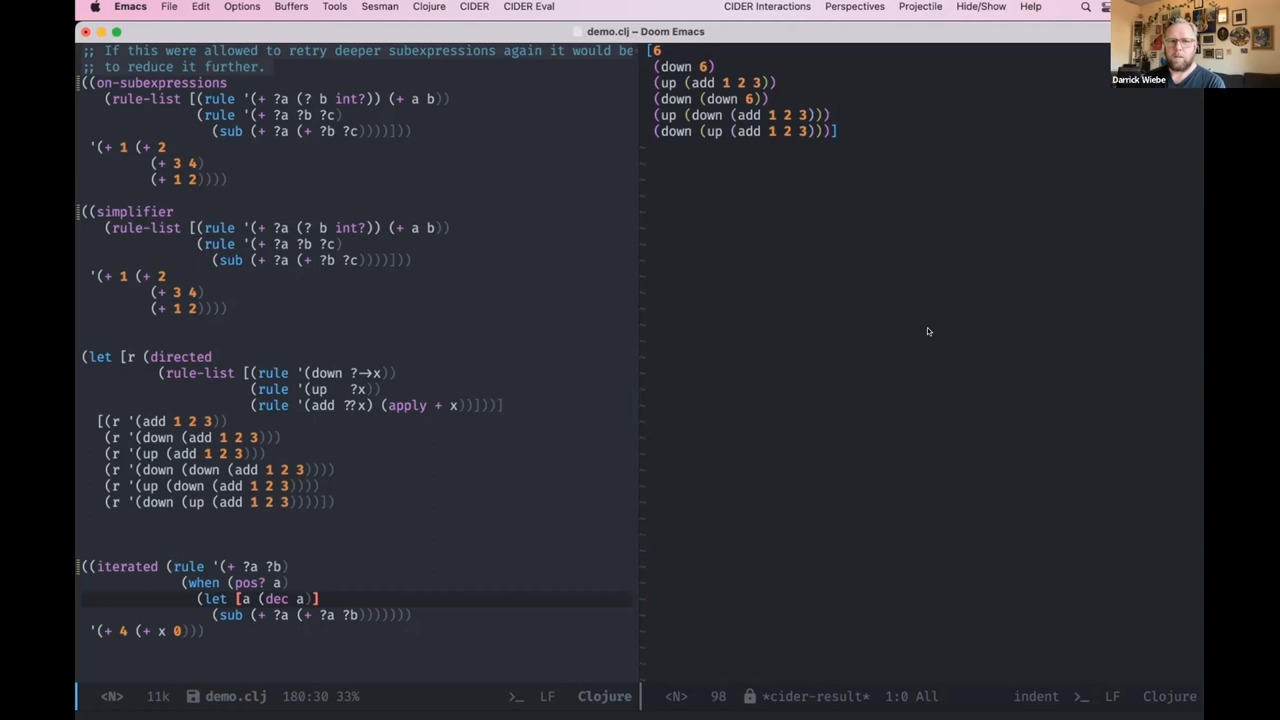 Emacs File Edit Options Buffers Tools Sesman Clojure CIDER CIDER Eval CIDER Interactions Perspectives Projectile Hide/Show Help
demo.clj – Doom Emacs
Darrick Wiebe
;; If this were allowed to retry deeper subexpressions again it would be
;; to reduce it further.
((on-subexpressions
(rule-list [(rule '(+ ?a (? b int?)) (+ a b))
(rule '(+ ?a ?b ?c)
(sub (+ ?a (+ ?b ?c))))]))
'(+ 1 (+ 2
(+ 3 4)
(+ 1 2))))
((simplifier
(rule-list [(rule '(+ ?a (? b int?)) (+ a b))
(rule '(+ ?a ?b ?c)
(sub (+ ?a (+ ?b ?c))))]))
'(+ 1 (+ 2
(+ 3 4)
(+ 1 2))))
(let [r (directed
(rule-list [(rule '(down ?->x))
(rule '(up ?x))
(rule '(add ??x) (apply + x))]))]
[(r '(add 1 2 3))
(r '(down (add 1 2 3)))
(r '(up (add 1 2 3)))
(r '(down (down (add 1 2 3))))
(r '(up (down (add 1 2 3))))
(r '(down (up (add 1 2 3))))])
((iterated (rule '(+ ?a ?b)
(when (pos? a)
(let [a (dec a)]
(sub (+ ?a (+ ?a ?b)))))))
'(+ 4 (+ x 0)))
<N> 11k demo.clj 180:30 33% >_ LF Clojure
[6
(down 6)
(up (add 1 2 3))
(down (down 6))
(up (down (add 1 2 3)))
(down (up (add 1 2 3)))]
<N> 98 *cider-result* 1:0 All indent >_ LF Clojure